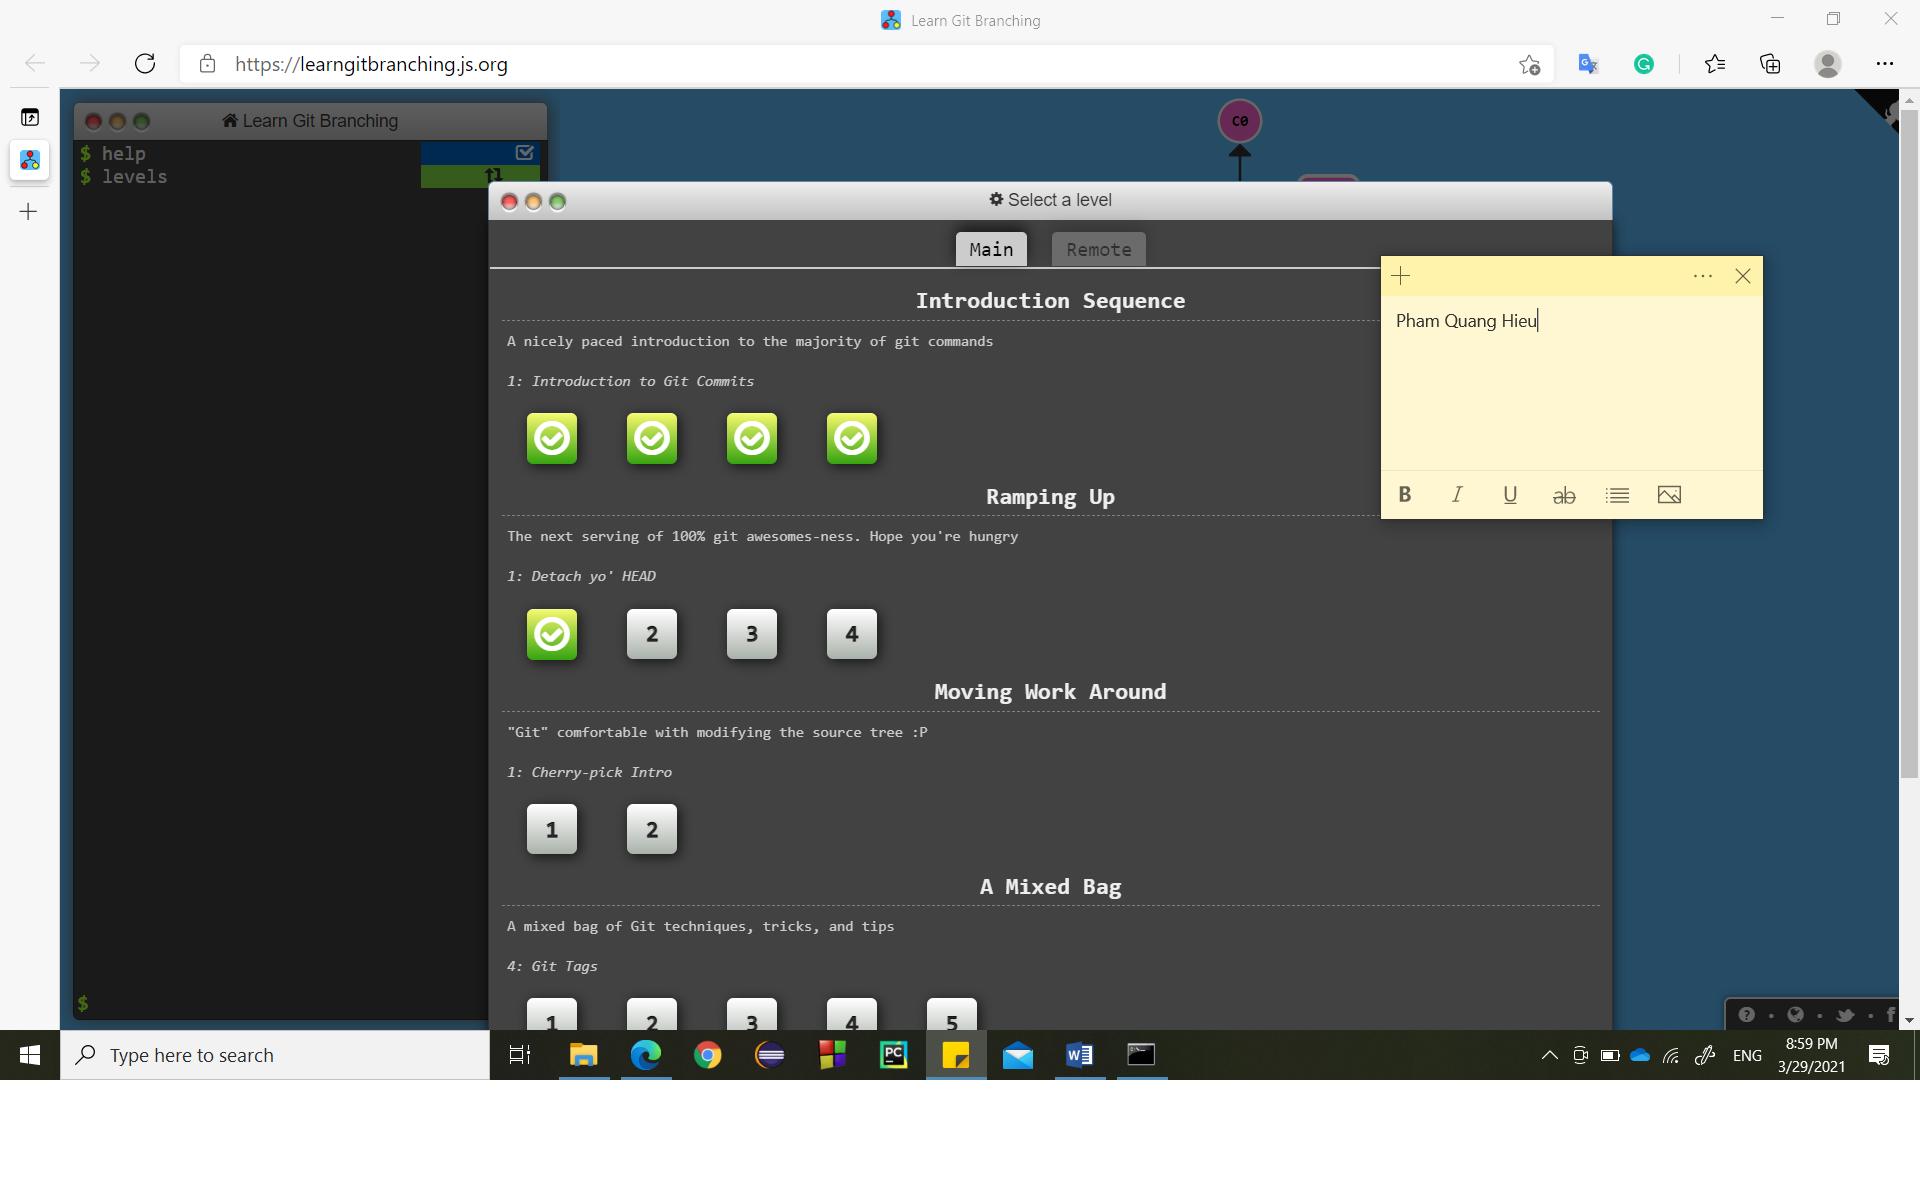 Learn Git Branching
https://learngitbranching.js.org
Learn Git Branching
$ help
$ levels
$
C0
Select a level
Main
Remote
Introduction Sequence
A nicely paced introduction to the majority of git commands
1: Introduction to Git Commits
Ramping Up
The next serving of 100% git awesomes-ness. Hope you're hungry
1: Detach yo' HEAD
2 3 4
Moving Work Around
"Git" comfortable with modifying the source tree :P
1: Cherry-pick Intro
1 2
A Mixed Bag
A mixed bag of Git techniques, tricks, and tips
4: Git Tags
1 2 3 4 5
Pham Quang Hieu
B I U ab
Type here to search
PC
ENG
8:59 PM
3/29/2021